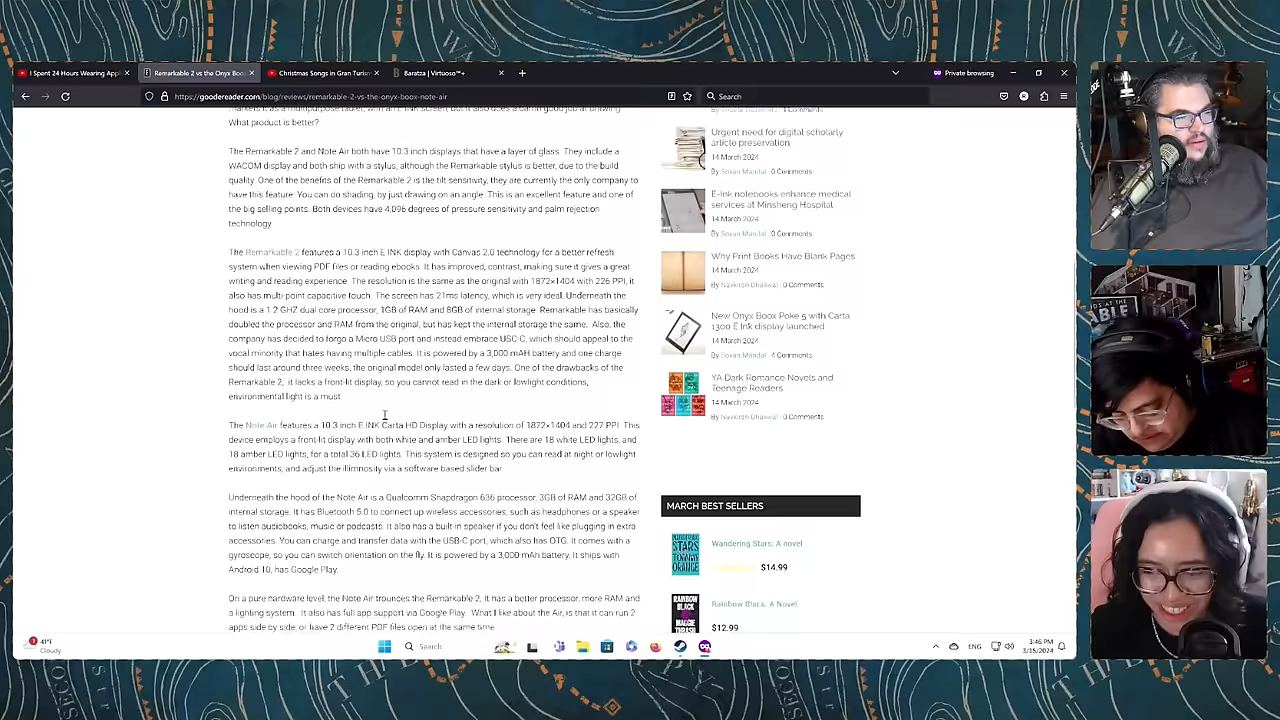 I Spent 24 Hours Wearing Appl
Remarkable 2 vs the Onyx Boo
Christmas Songs in Gran Turis
Baratza | Virtuoso™+
Private browsing
https://goodereader.com/blog/reviews/remarkable-2-vs-the-onyx-boox-note-air
Search
What product is better?
The Remarkable 2 and Note Air both have 10.3 inch displays that have a layer of glass. They include a
WACOM display and both ship with a stylus, although the Remarkable stylus is better, due to the build
quality. One of the benefits of the Remarkable 2 is the tilt sensitivity, they are currently the only company to
have this feature. You can do shading, by just drawing on an angle. This is an excellent feature and one of
the big selling points. Both devices have 4,096 degrees of pressure sensitivity and palm rejection
technology
The Remarkable 2 features a 10.3 inch E INK display with Canvas 2.0 technology for a better refresh
system when viewing PDF files or reading ebooks. It has improved, contrast, making sure it gives a great
writing and reading experience. The resolution is the same as the original with 1872×1404 with 226 PPI, it
also has multi-point capacitive touch. The screen has 21ms latency, which is very ideal. Underneath the
hood is a 1.2 GHZ dual core processor, 1GB of RAM and 8GB of internal storage. Remarkable has basically
doubled the processor and RAM from the original, but has kept the internal storage the same. Also, the
company has decided to forgo a Micro USB port and instead embrace USC-C, which should appeal to the
vocal minority that hates having multiple cables. It is powered by a 3,000 mAH battery and one charge
should last around three weeks, the original model only lasted a few days. One of the drawbacks of the
Remarkable 2, it lacks a front-lit display, so you cannot read in the dark or lowlight conditions,
environmental light is a must.
The Note Air features a 10.3 inch E INK Carta HD Display with a resolution of 1872×1404 and 227 PPI. This
device employs a front-lit display with both white and amber LED lights. There are 18 white LED lights, and
18 amber LED lights, for a total 36 LED lights. This system is designed so you can read at night or lowlight
environments, and adjust the illimnosity via a software based slider bar.
Underneath the hood of the Note Air is a Qualcomm Snapdragon 636 processor, 3GB of RAM and 32GB of
internal storage. It has Bluetooth 5.0 to connect up wireless accessories, such as headphones or a speaker
to listen audiobooks, music or podcasts. It also has a built-in speaker if you don't feel like plugging in extra
accessories. You can charge and transfer data with the USB-C port, which also has OTG. It comes with a
gyroscope, so you can switch orientation on the fly. It is powered by a 3,000 mAH battery. It ships with
Android 10, has Google Play.
On a pure hardware level, the Note Air trounces the Remarkable 2, It has a better processor, more RAM and
a lighting system. It also has full app support via Google Play. What I like about the Air, is that it can run 2
apps side by side, or have 2 different PDF files open at the same time
Urgent need for digital scholarly
article preservation
14 March 2024
By Sovan Mandal 0 Comments
E-Ink notebooks enhance medical
services at Minsheng Hospital
14 March 2024
By Sovan Mandal 0 Comments
Why Print Books Have Blank Pages
14 March 2024
By Navkiran Dhaliwal 0 Comments
New Onyx Boox Poke 5 with Carta
1300 E Ink display launched
14 March 2024
By Sovan Mandal 4 Comments
YA Dark Romance Novels and
Teenage Readers
14 March 2024
By Navkiran Dhaliwal 0 Comments
MARCH BEST SELLERS
Wandering Stars: A novel
$14.99
Rainbow Black: A Novel
$12.99
41°F
Cloudy
Search
ENG
3:46 PM
3/15/2024